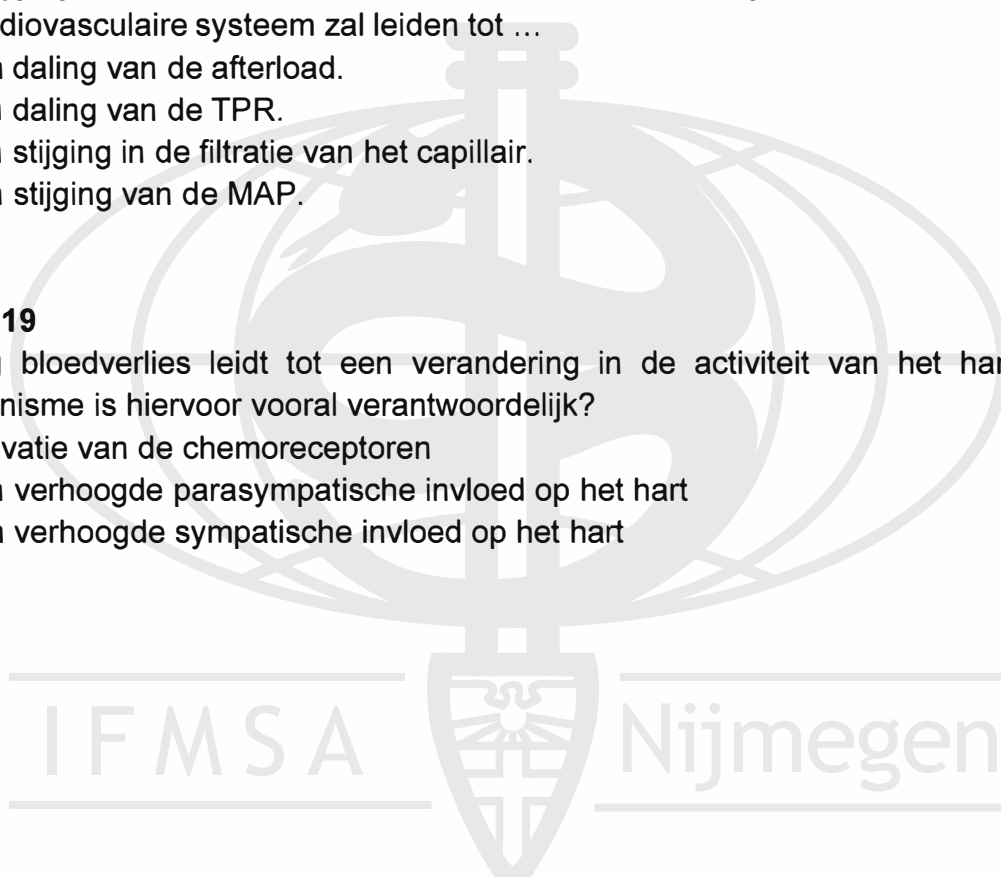 diovasculaire systeem zal leiden tot …
daling van de afterload.
daling van de TPR.
stijging in de filtratie van het capillair.
stijging van de MAP.
19
bloedverlies leidt tot een verandering in de activiteit van het har
nisme is hiervoor vooral verantwoordelijk?
vatie van de chemoreceptoren
verhoogde parasympatische invloed op het hart
verhoogde sympatische invloed op het hart
IFMSA
Nijmegen